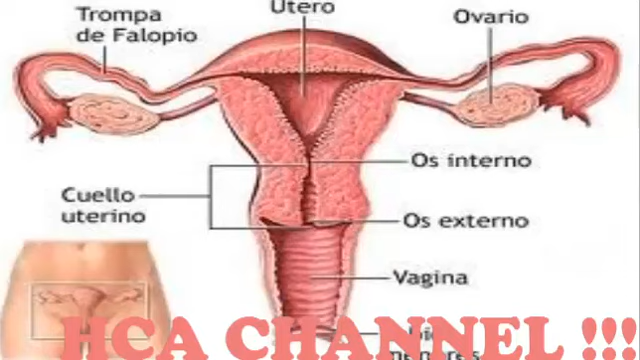 Trompa
de Falopio
Utero
Ovario
Os interno
Cuello
uterino
Os externo
Vagina
HCA CHANNEL !!!